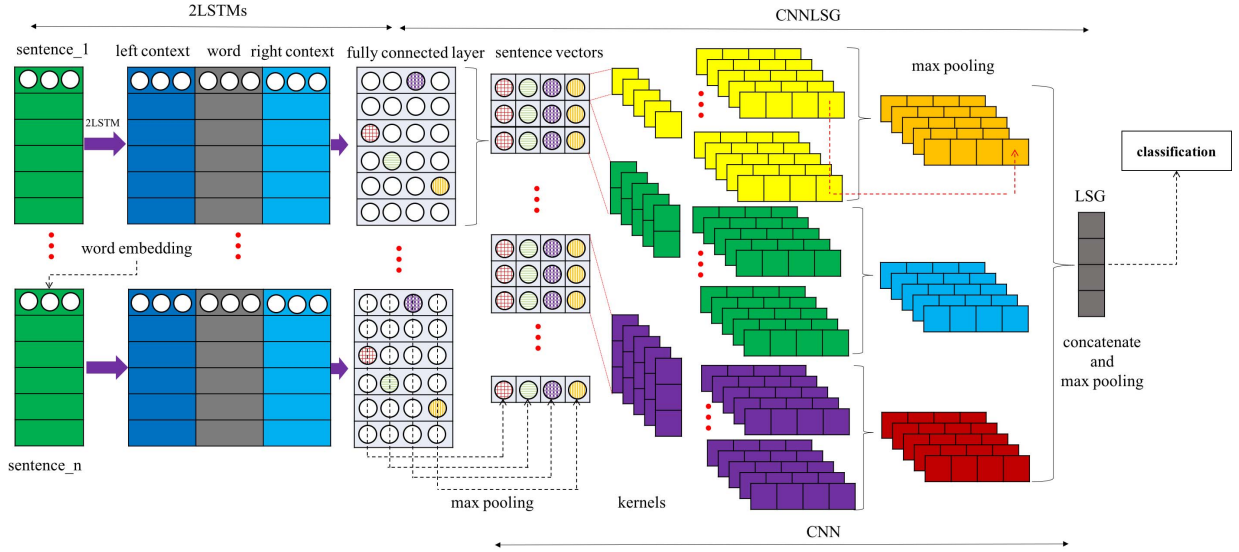 2LSTMs
CNNLSG
sentence_1
left context
word
right context
fully connected layer
sentence vectors
max pooling
2LSTM
classification
LSG
word embedding
concatenate
and
max pooling
sentence_n
max pooling
kernels
CNN